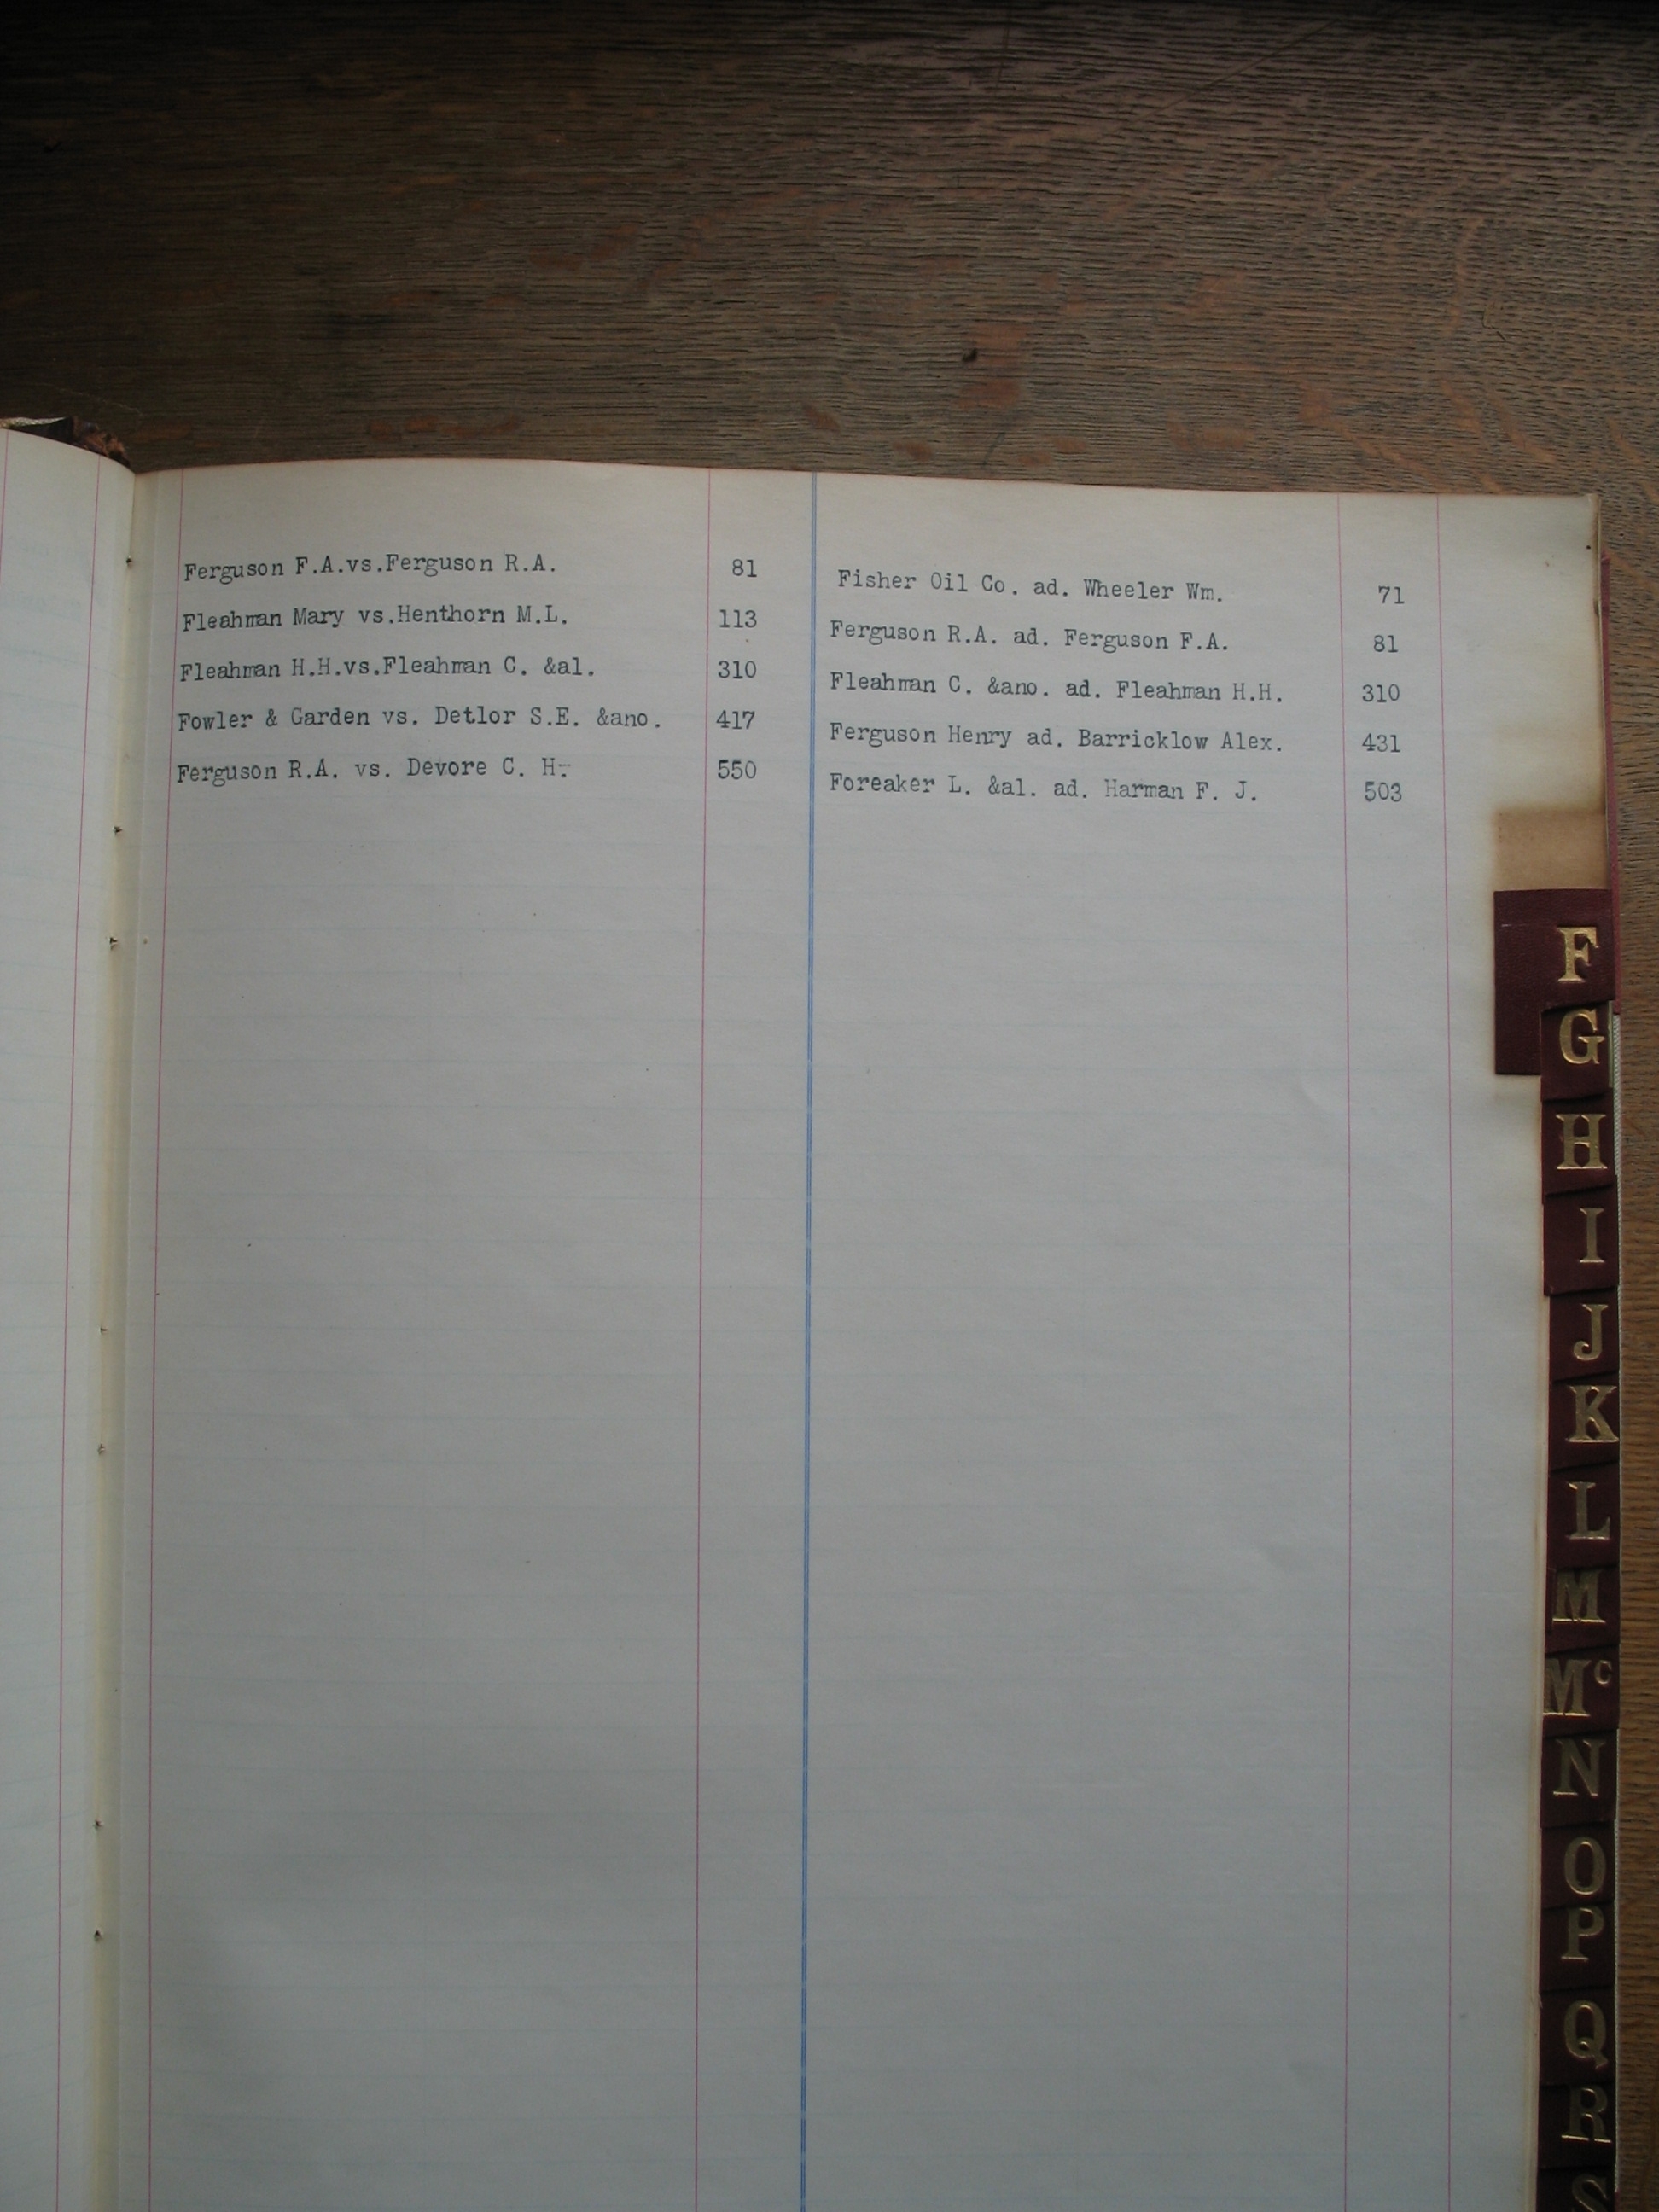 Ferguson F.A.vs.Ferguson R.A. 81
Fleahman Mary vs.Henthorn M.L. 113
Fleahman H.H.vs.Fleahman C. &al. 310
Fowler & Garden vs. Detlor S.E. &ano. 417
Ferguson R.A. vs. Devore C. H. 550
Fisher Oil Co. ad. Wheeler Wm. 71
Ferguson R.A. ad. Ferguson F.A. 81
Fleahman C. &ano. ad. Fleahman H.H. 310
Ferguson Henry ad. Barricklow Alex. 431
Foreaker L. &al. ad. Harman F. J. 503
F
G
H
I
J
K
L
M
Mc
N
O
P
Q
R
S